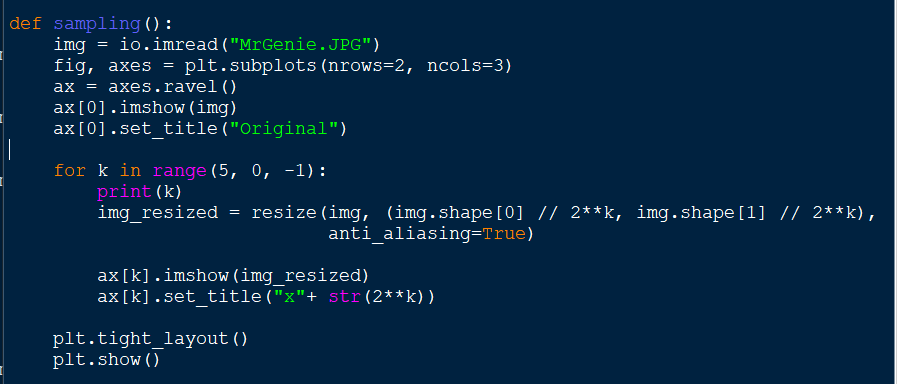 def sampling():
    img = io.imread("MrGenie.JPG")
    fig, axes = plt.subplots(nrows=2, ncols=3)
    ax = axes.ravel()
    ax[0].imshow(img)
    ax[0].set_title("Original")

    for k in range(5, 0, -1):
        print(k)
        img_resized = resize(img, (img.shape[0] // 2**k, img.shape[1] // 2**k),
                             anti_aliasing=True)

        ax[k].imshow(img_resized)
        ax[k].set_title("x"+ str(2**k))

    plt.tight_layout()
    plt.show()